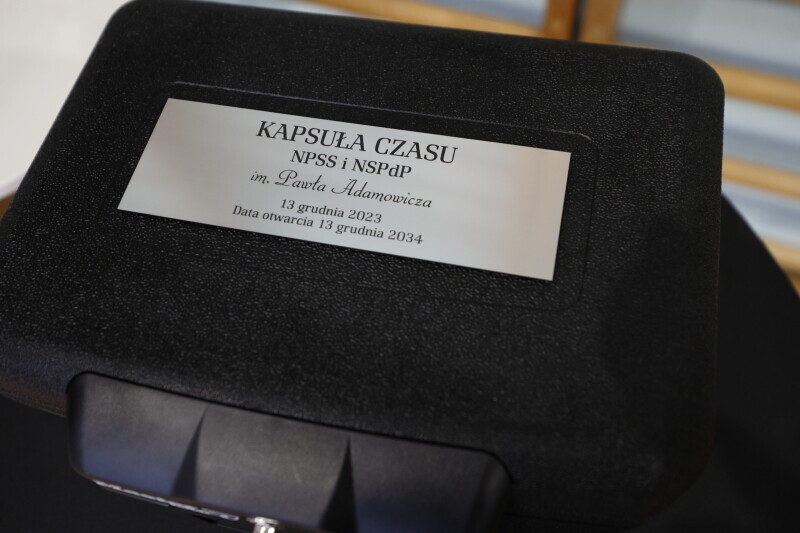 KAPSUŁA CZASU
NPSS i NSPdP
im. Pawła Adamowicza
13 grudnia 2023
Data otwarcia 13 grudnia 2034